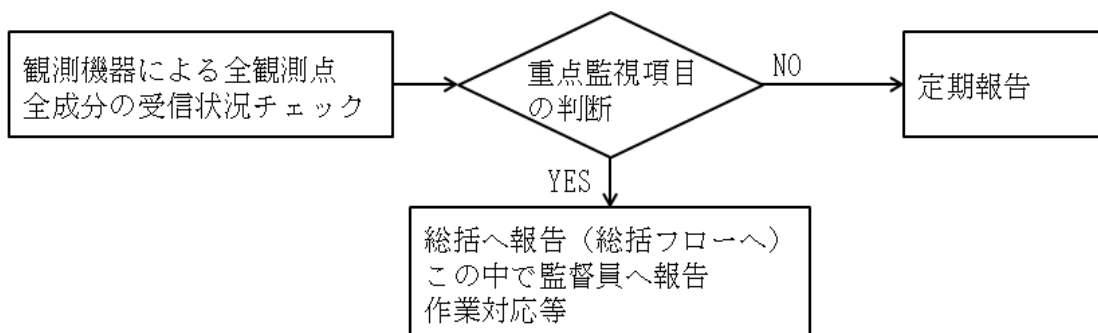 観測機器による全観測点
全成分の受信状況チェック
重点監視項目
の判断
NO
定期報告
YES
総括へ報告（総括フローへ）
この中で監督員へ報告
作業対応等